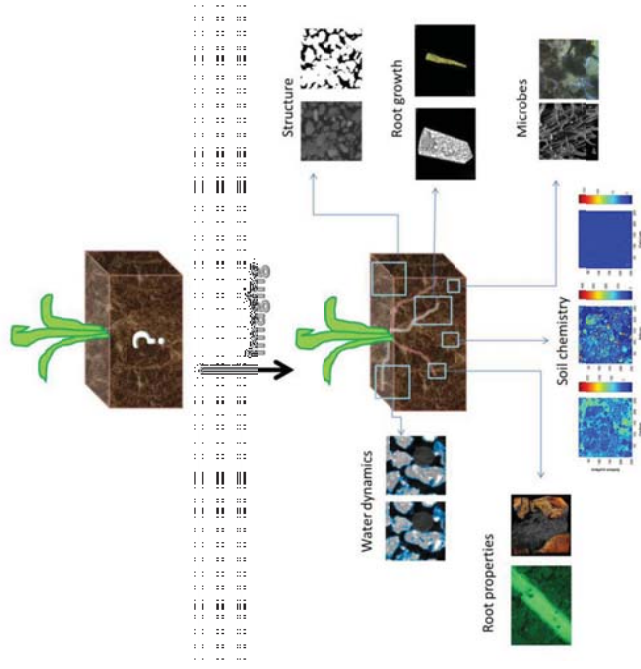 ?
Imaging
Structure
Root growth
Microbes
Water dynamics
Soil chemistry
Root properties